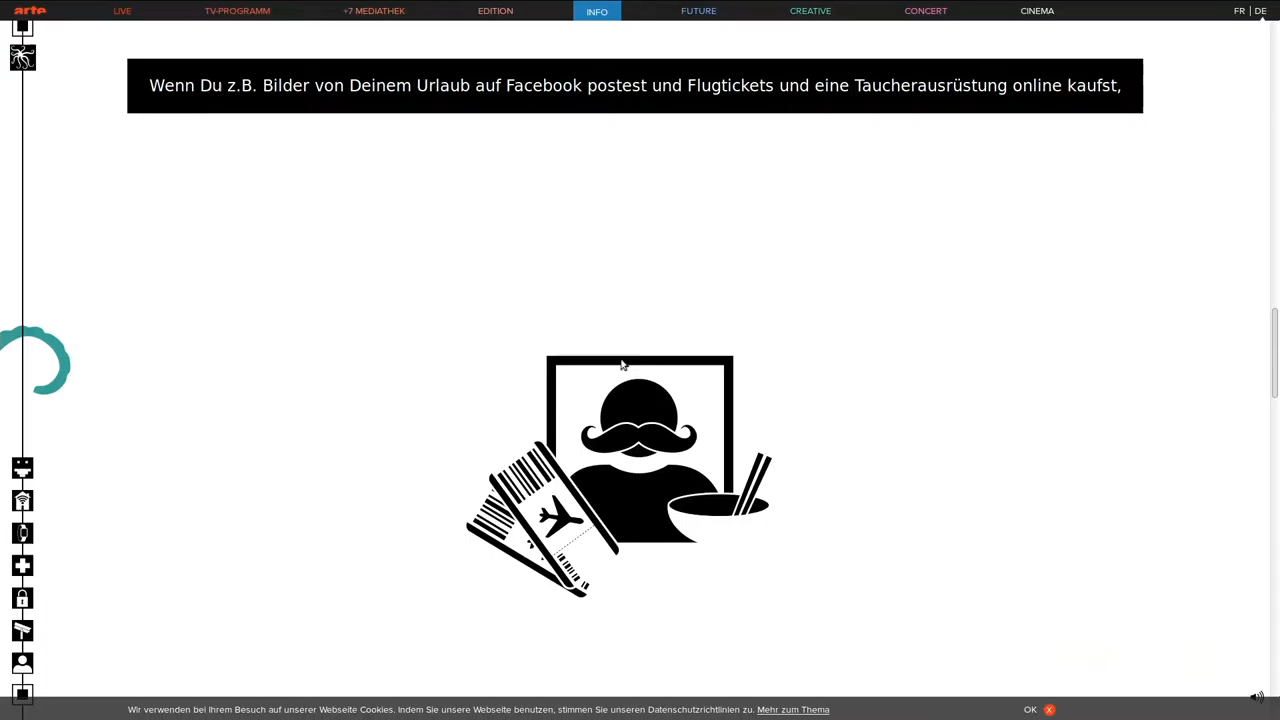 arte LIVE TV-PROGRAMM +7 MEDIATHEK EDITION INFO FUTURE CREATIVE CONCERT CINEMA FR | DE
Wenn Du z.B. Bilder von Deinem Urlaub auf Facebook postest und Flugtickets und eine Taucherausrüstung online kaufst,
Wir verwenden bei Ihrem Besuch auf unserer Webseite Cookies. Indem Sie unsere Webseite benutzen, stimmen Sie unseren Datenschutzrichtlinien zu. Mehr zum Thema OK X